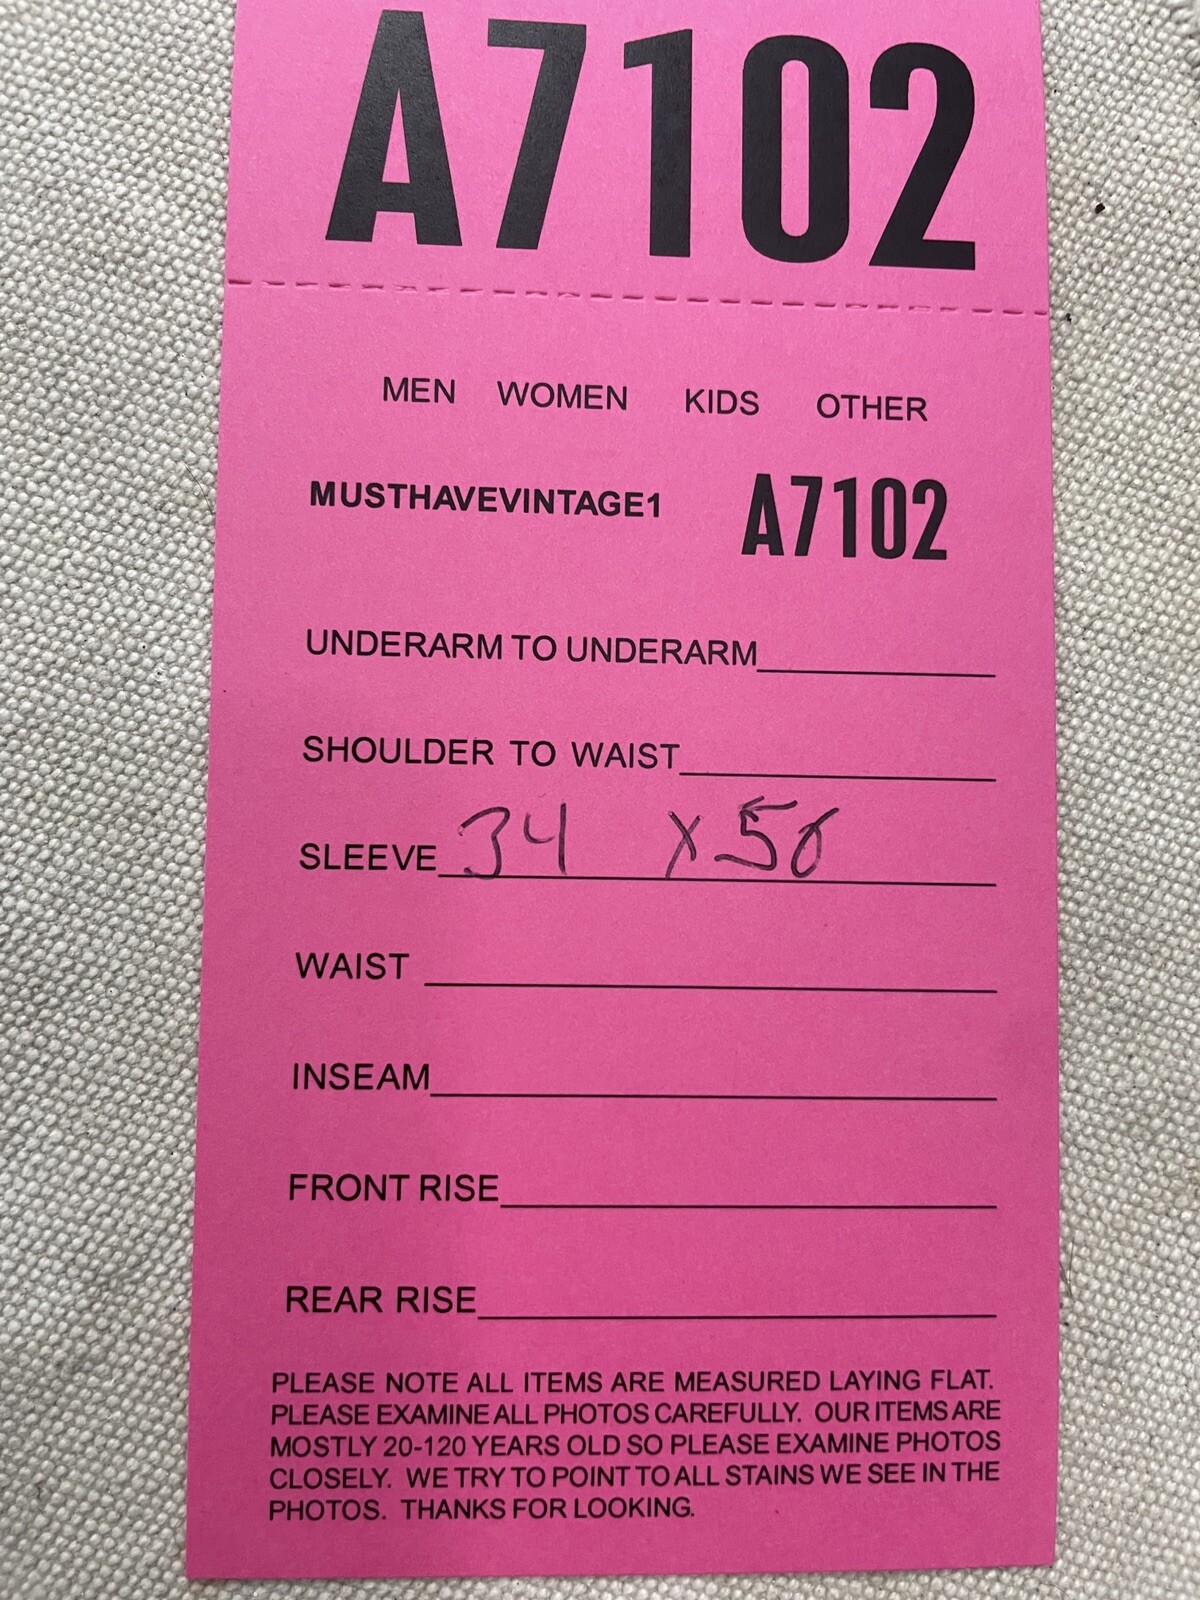 A7102
MEN WOMEN KIDS OTHER
MUSTHAVEVINTAGE1 A7102
UNDERARM TO UNDERARM
SHOULDER TO WAIST
SLEEVE 34 X
WAIST
INSEAM
FRONT RISE
REAR RISE
PLEASE NOTE ALL ITEMS ARE MEASURED LAYING FLAT.
PLEASE EXAMINE ALL PHOTOS CAREFULLY. OUR ITEMS ARE
MOSTLY 20-120 YEARS OLD SO PLEASE EXAMINE PHOTOS
CLOSELY. WE TRY TO POINT TO ALL STAINS WE SEE IN THE
PHOTOS. THANKS FOR LOOKING.